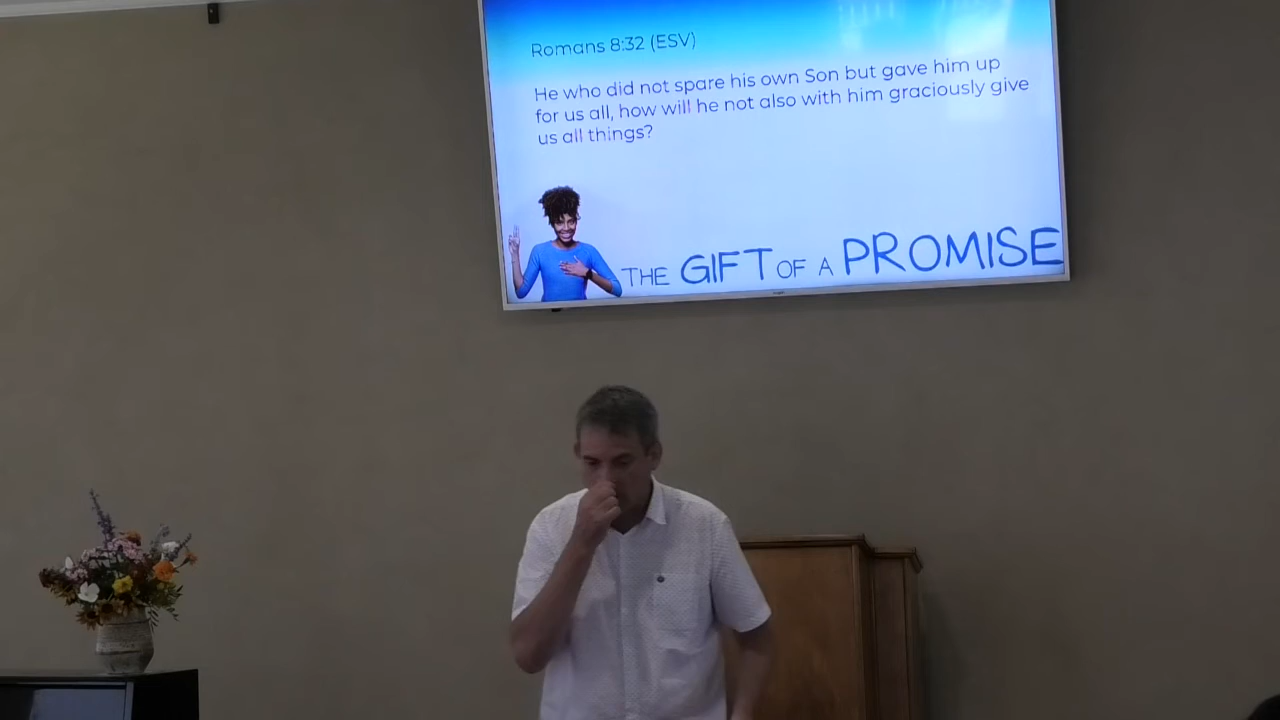 Romans 8:32 (ESV)
He who did not spare his own Son but gave him up
for us all, how will he not also with him graciously give
us all things?
THE GIFT OF A PROMISE